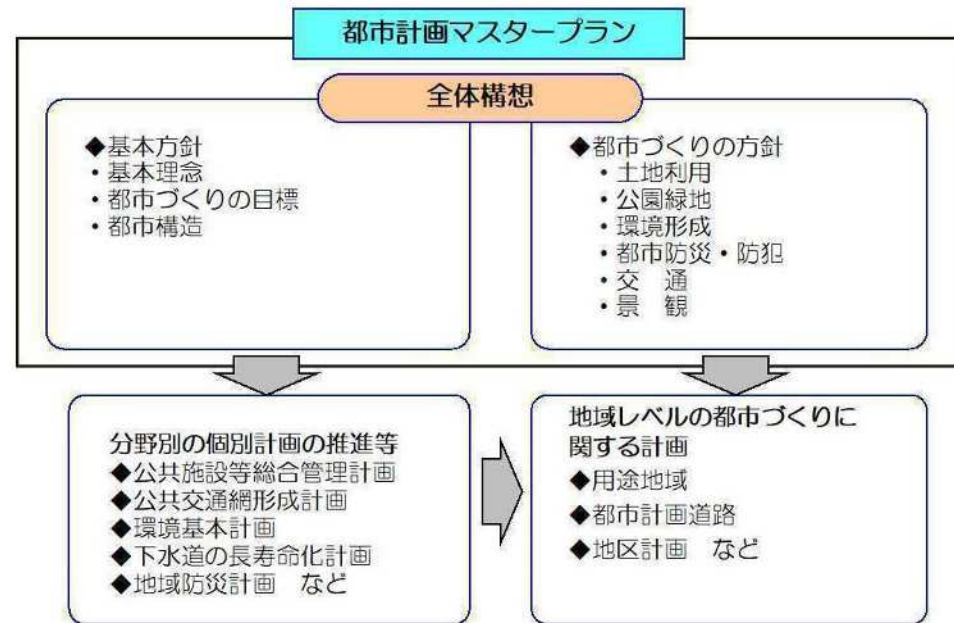 都市計画マスタープラン
全体構想
◆基本方針
・基本理念
・都市づくりの目標
・都市構造
◆都市づくりの方針
・土地利用
・公園緑地
・環境形成
・都市防災・防犯
・交　通
・景　観
分野別の個別計画の推進等
◆公共施設等総合管理計画
◆公共交通網形成計画
◆環境基本計画
◆下水道の長寿命化計画
◆地域防災計画　など
地域レベルの都市づくりに
関する計画
◆用途地域
◆都市計画道路
◆地区計画　など